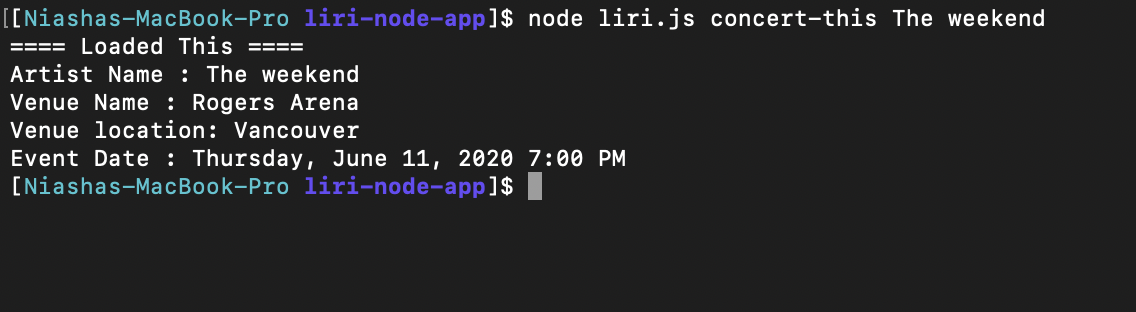 [[Niashas-MacBook-Pro liri-node-app]$ node liri.js concert-this The weekend
==== Loaded This ====
Artist Name : The weekend
Venue Name : Rogers Arena
Venue location: Vancouver
Event Date : Thursday, June 11, 2020 7:00 PM
[Niashas-MacBook-Pro liri-node-app]$